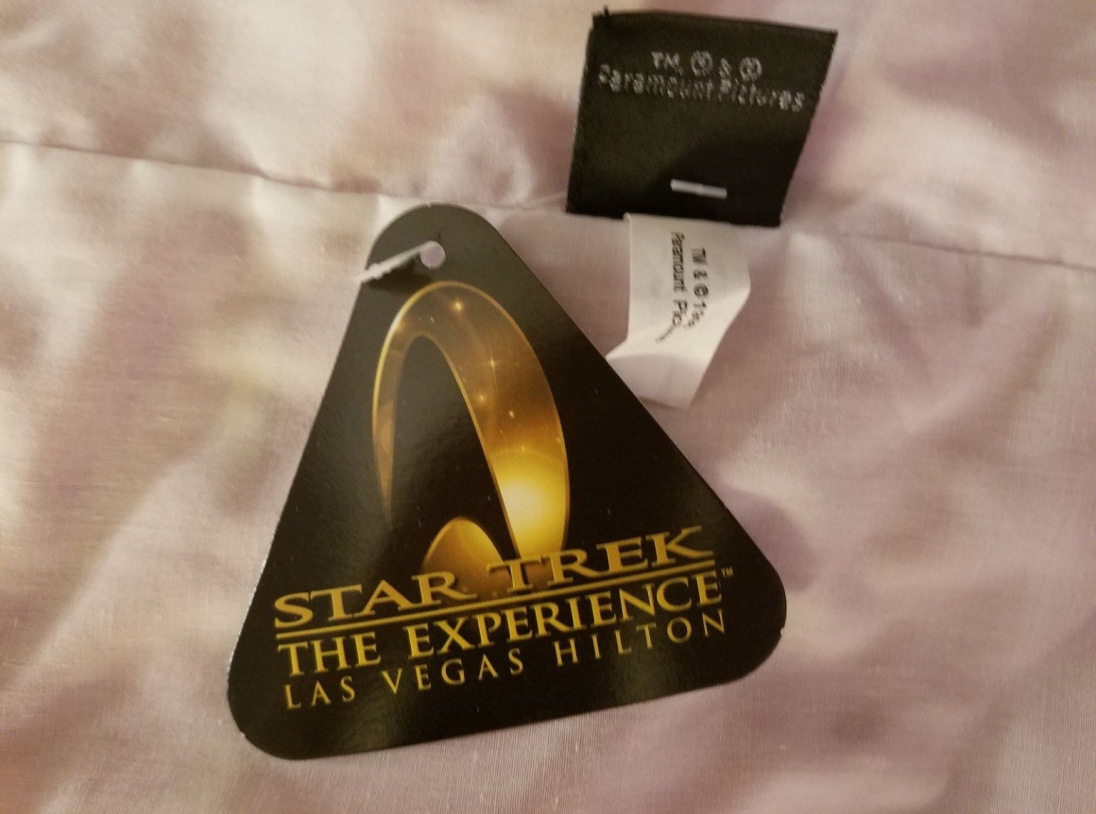 TM, ® & ©
Paramount Pictures
TM & ©
Paramount
STAR TREK
THE EXPERIENCE™
LAS VEGAS HILTON